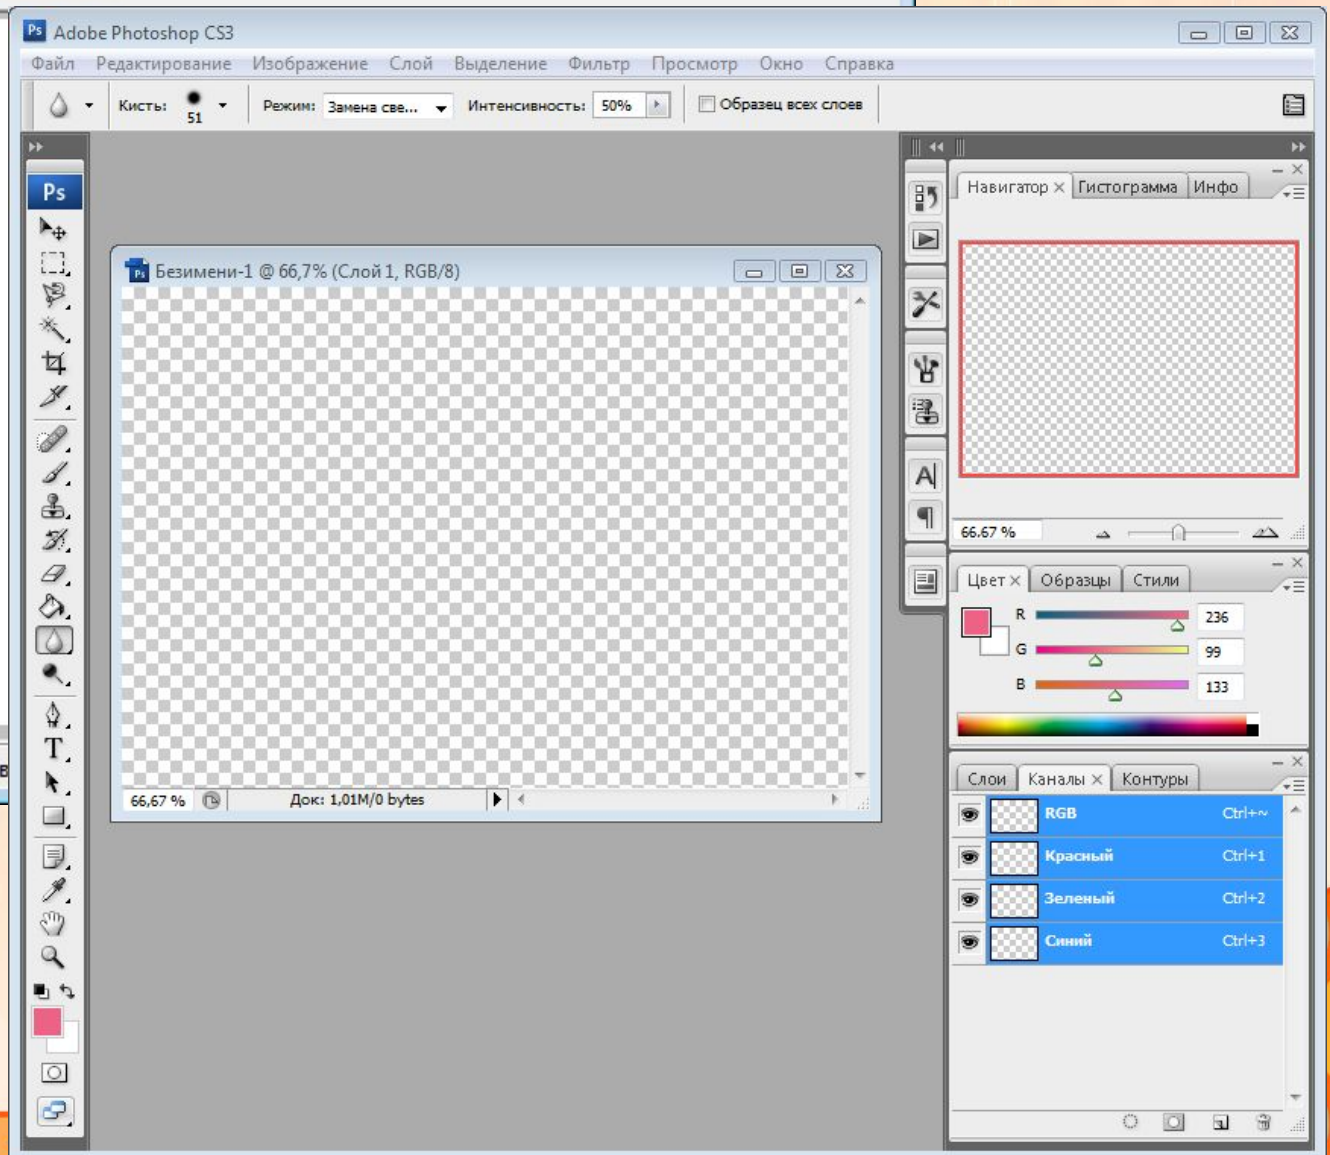 Ps Adobe Photoshop CS3
Файл Редактирование Изображение Слой Выделение Фильтр Просмотр Окно Справка
Кисть: 51 Режим: Замена све... Интенсивность: 50% Образец всех слоев
Ps
Навигатор Гистограмма Инфо
Ps Безимени-1 @ 66,7% (Слой 1, RGB/8)
A
¶
66,67 %
Цвет Образцы Стили
R 236
G 99
B 133
T
В
Слои Каналы Контуры
66,67 % Док: 1,01M/0 bytes
RGB Ctrl+~
Красный Ctrl+1
Зеленый Ctrl+2
Синий Ctrl+3